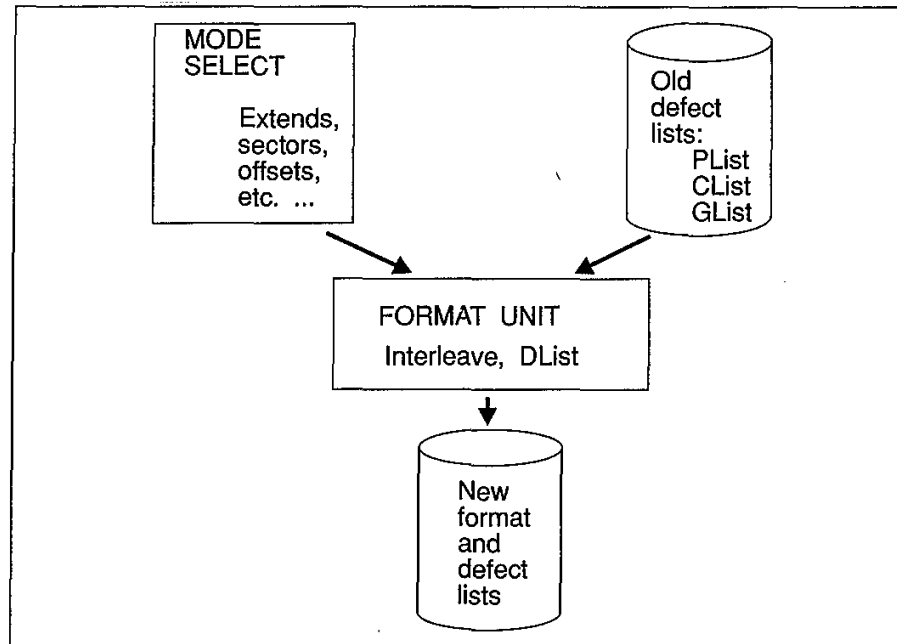 MODE
SELECT
Extends,
sectors,
offsets,
etc. ...
Old
defect
lists:
PList
CList
GList
FORMAT UNIT
Interleave, DList
New
format
and
defect
lists